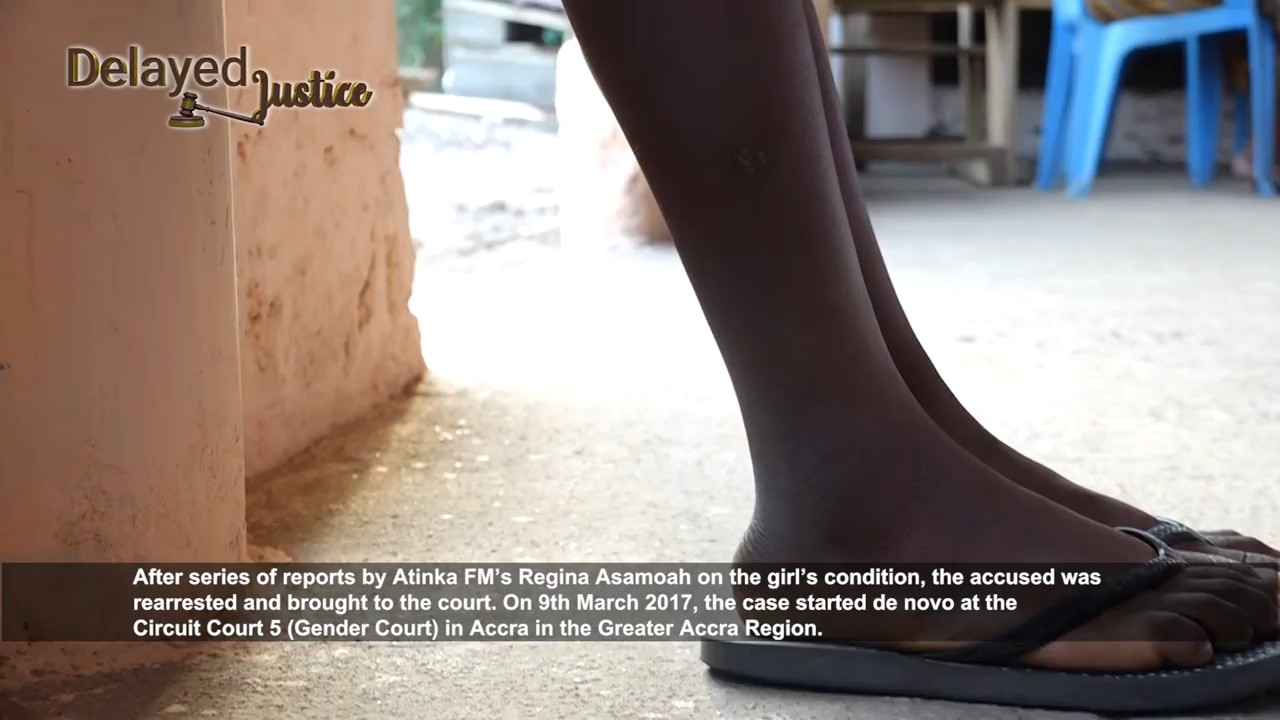 Delayed
Justice
After series of reports by Atinka FM’s Regina Asamoah on the girl’s condition, the accused was
rearrested and brought to the court. On 9th March 2017, the case started de novo at the
Circuit Court 5 (Gender Court) in Accra in the Greater Accra Region.